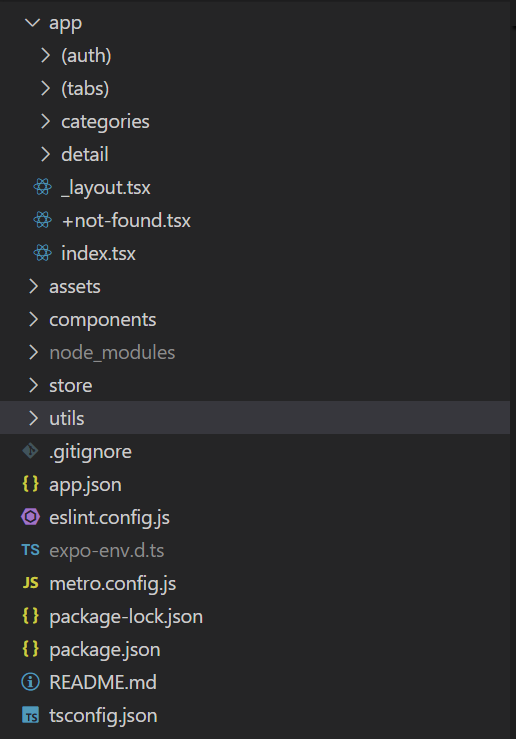 app
(auth)
(tabs)
categories
detail
_layout.tsx
+not-found.tsx
index.tsx
assets
components
node_modules
store
utils
.gitignore
{} app.json
eslint.config.js
TS expo-env.d.ts
JS metro.config.js
{} package-lock.json
{} package.json
README.md
TS tsconfig.json